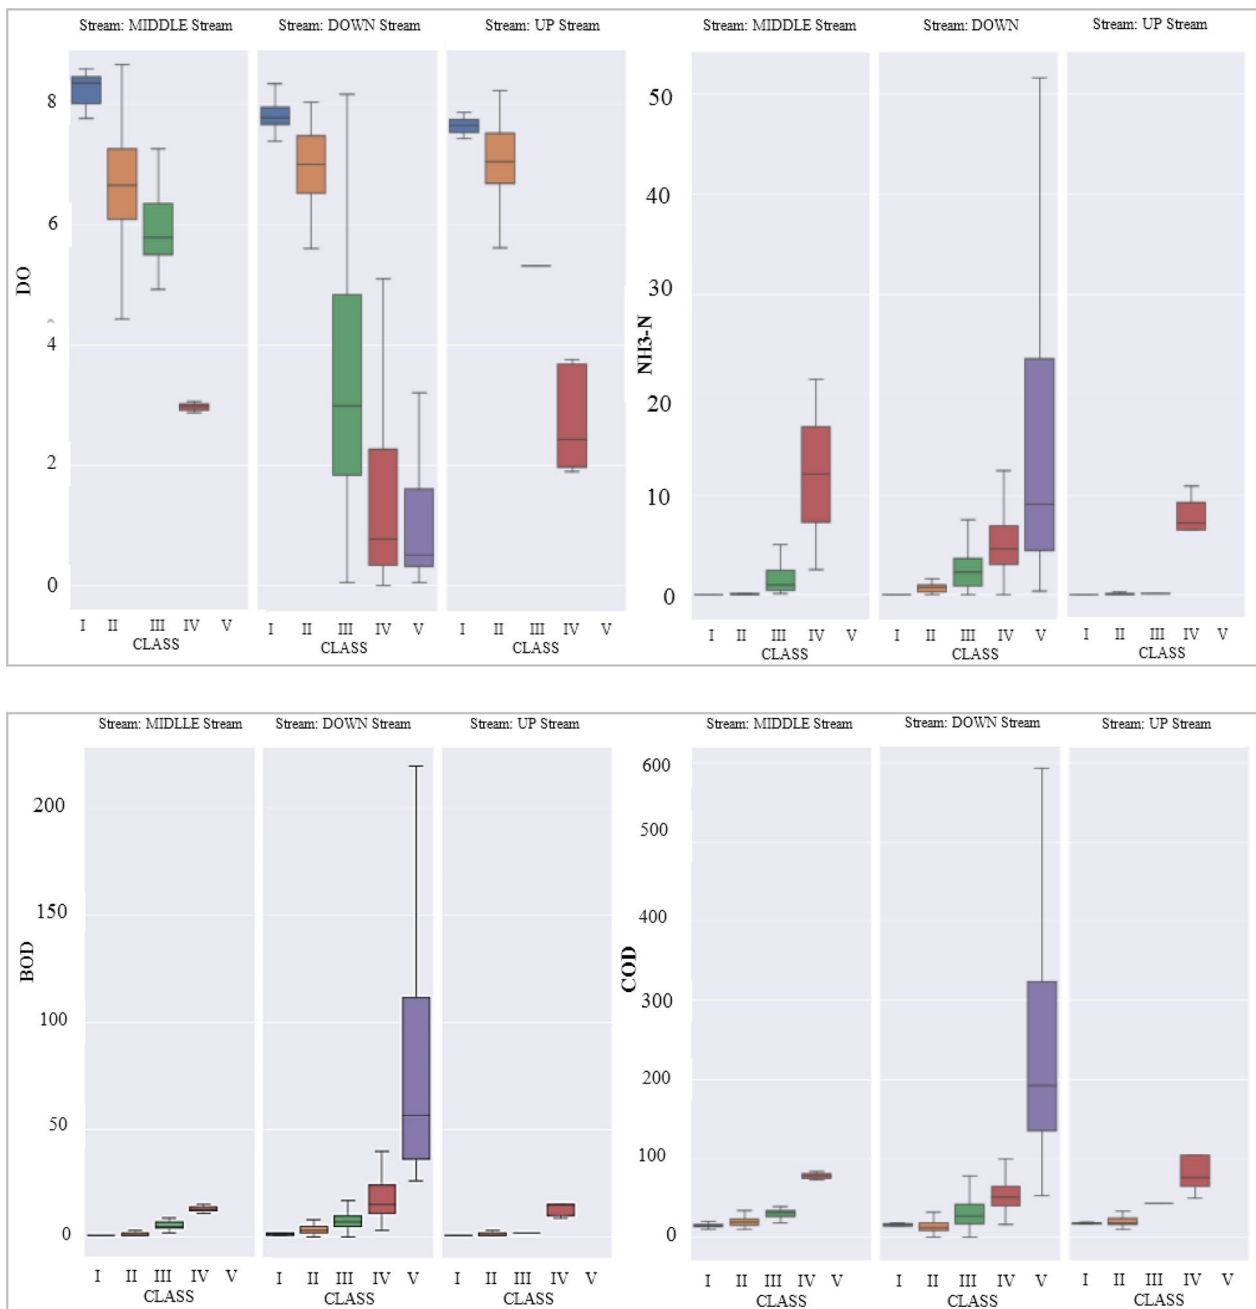 Stream: MIDDLE Stream
Stream: DOWN Stream
Stream: UP Stream
DO
8
6
4
2
0
I II III IV V
CLASS
I II III IV V
CLASS
I II III IV V
CLASS
Stream: MIDDLE Stream
Stream: DOWN
Stream: UP Stream
NH3-N
50
40
30
20
10
0
I II III IV V
CLASS
I II III IV V
CLASS
I II III IV V
CLASS
Stream: MIDLLE Stream
Stream: DOWN Stream
Stream: UP Stream
BOD
200
150
100
50
0
I II III IV V
CLASS
I II III IV V
CLASS
I II III IV V
CLASS
Stream: MIDDLE Stream
Stream: DOWN Stream
Stream: UP Stream
COD
600
500
400
300
200
100
0
I II III IV V
CLASS
I II III IV V
CLASS
I II III IV V
CLASS